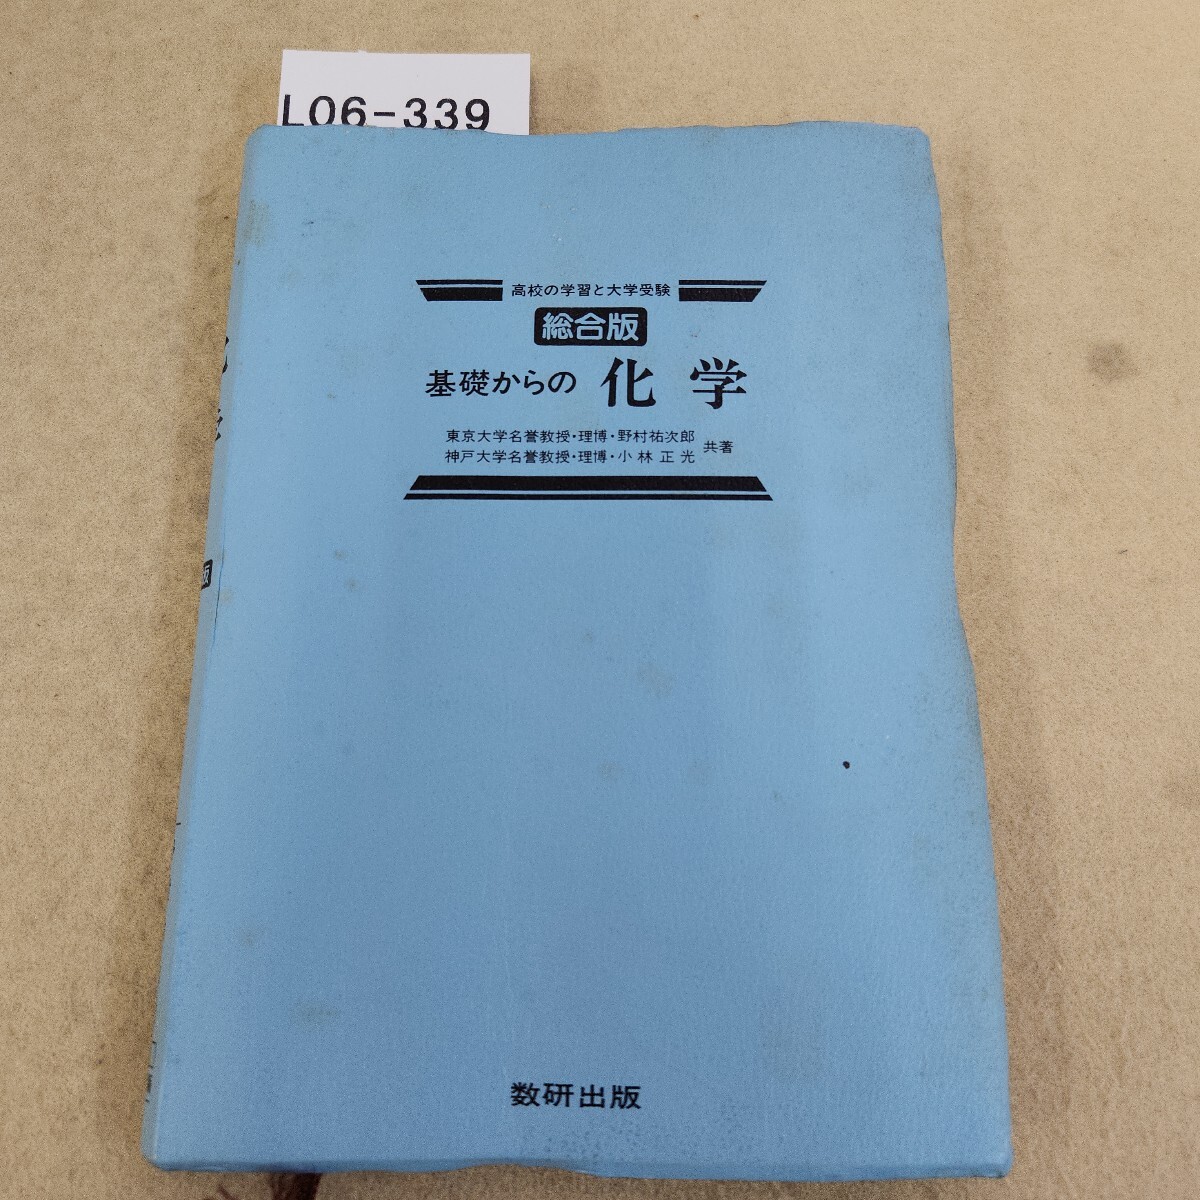 L06-339
高校の学習と大学受験
総合版
基礎からの 化学
東京大学名誉教授・理博・野村祐次郎
神戸大学名誉教授・理博・小林正光
共著
数研出版
版